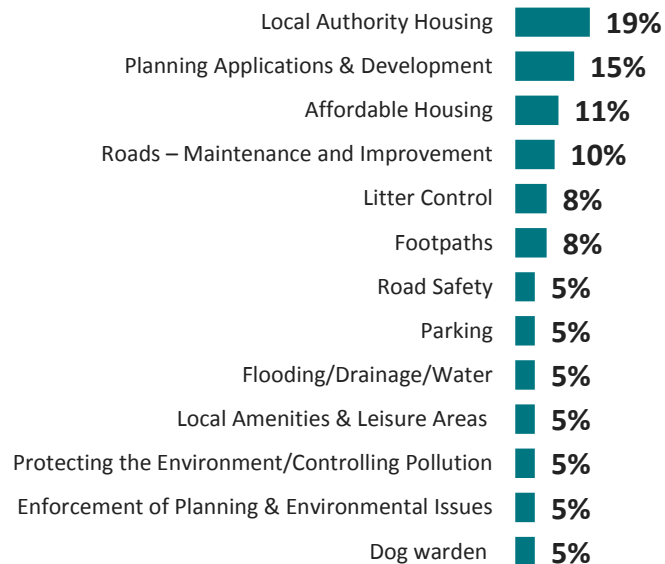 Local Authority Housing 19%
Planning Applications & Development 15%
Affordable Housing 11%
Roads – Maintenance and Improvement 10%
Litter Control 8%
Footpaths 8%
Road Safety 5%
Parking 5%
Flooding/Drainage/Water 5%
Local Amenities & Leisure Areas 5%
Protecting the Environment/Controlling Pollution 5%
Enforcement of Planning & Environmental Issues 5%
Dog warden 5%